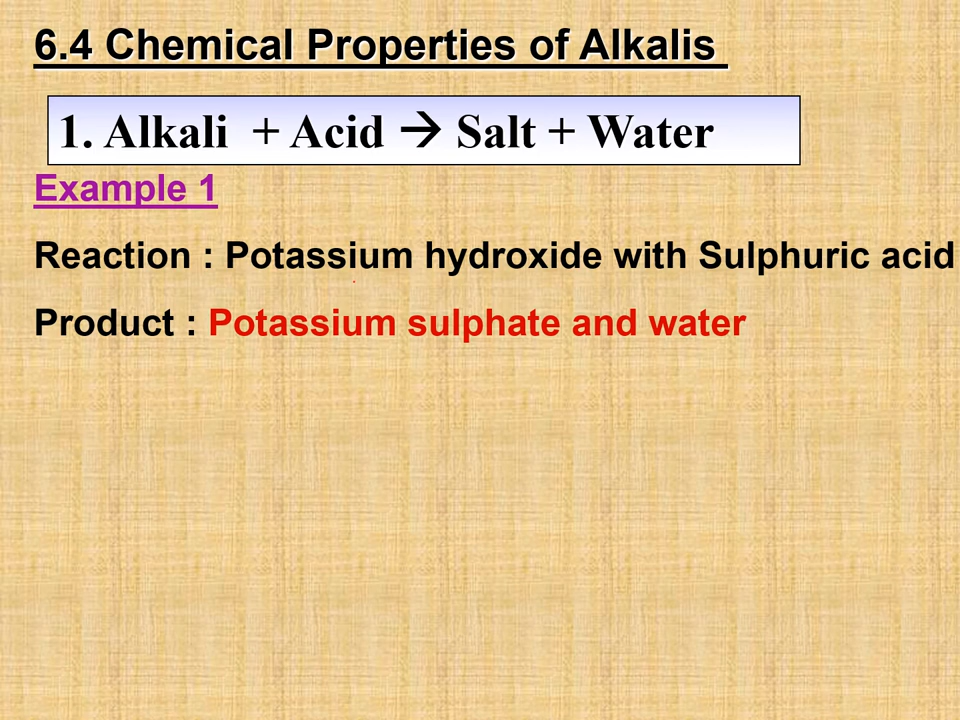 6.4 Chemical Properties of Alkalis
1. Alkali + Acid → Salt + Water
Example 1
Reaction : Potassium hydroxide with Sulphuric acid
Product : Potassium sulphate and water